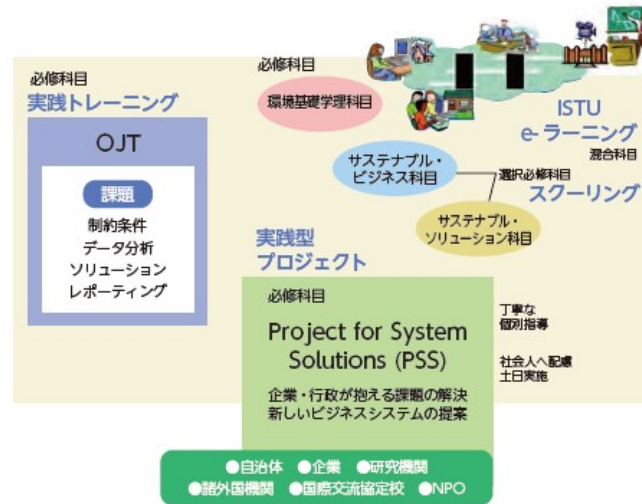 必修科目
実践トレーニング
OJT
課題
制約条件
データ分析
ソリューション
レポーティング
必修科目
環境基礎学理科目
ISTU
e-ラーニング
混合科目
サステナブル・
ビジネス科目
選択必修科目
スクーリング
サステナブル・
ソリューション科目
実践型
プロジェクト
必修科目
Project for System
Solutions (PSS)
企業・行政が抱える課題の解決
新しいビジネスシステムの提案
丁寧な
個別指導
社会人へ配慮
土日実施
●自治体 ●企業 ●研究機関
●諸外国機関 ●国際交流協定校 ●NPO